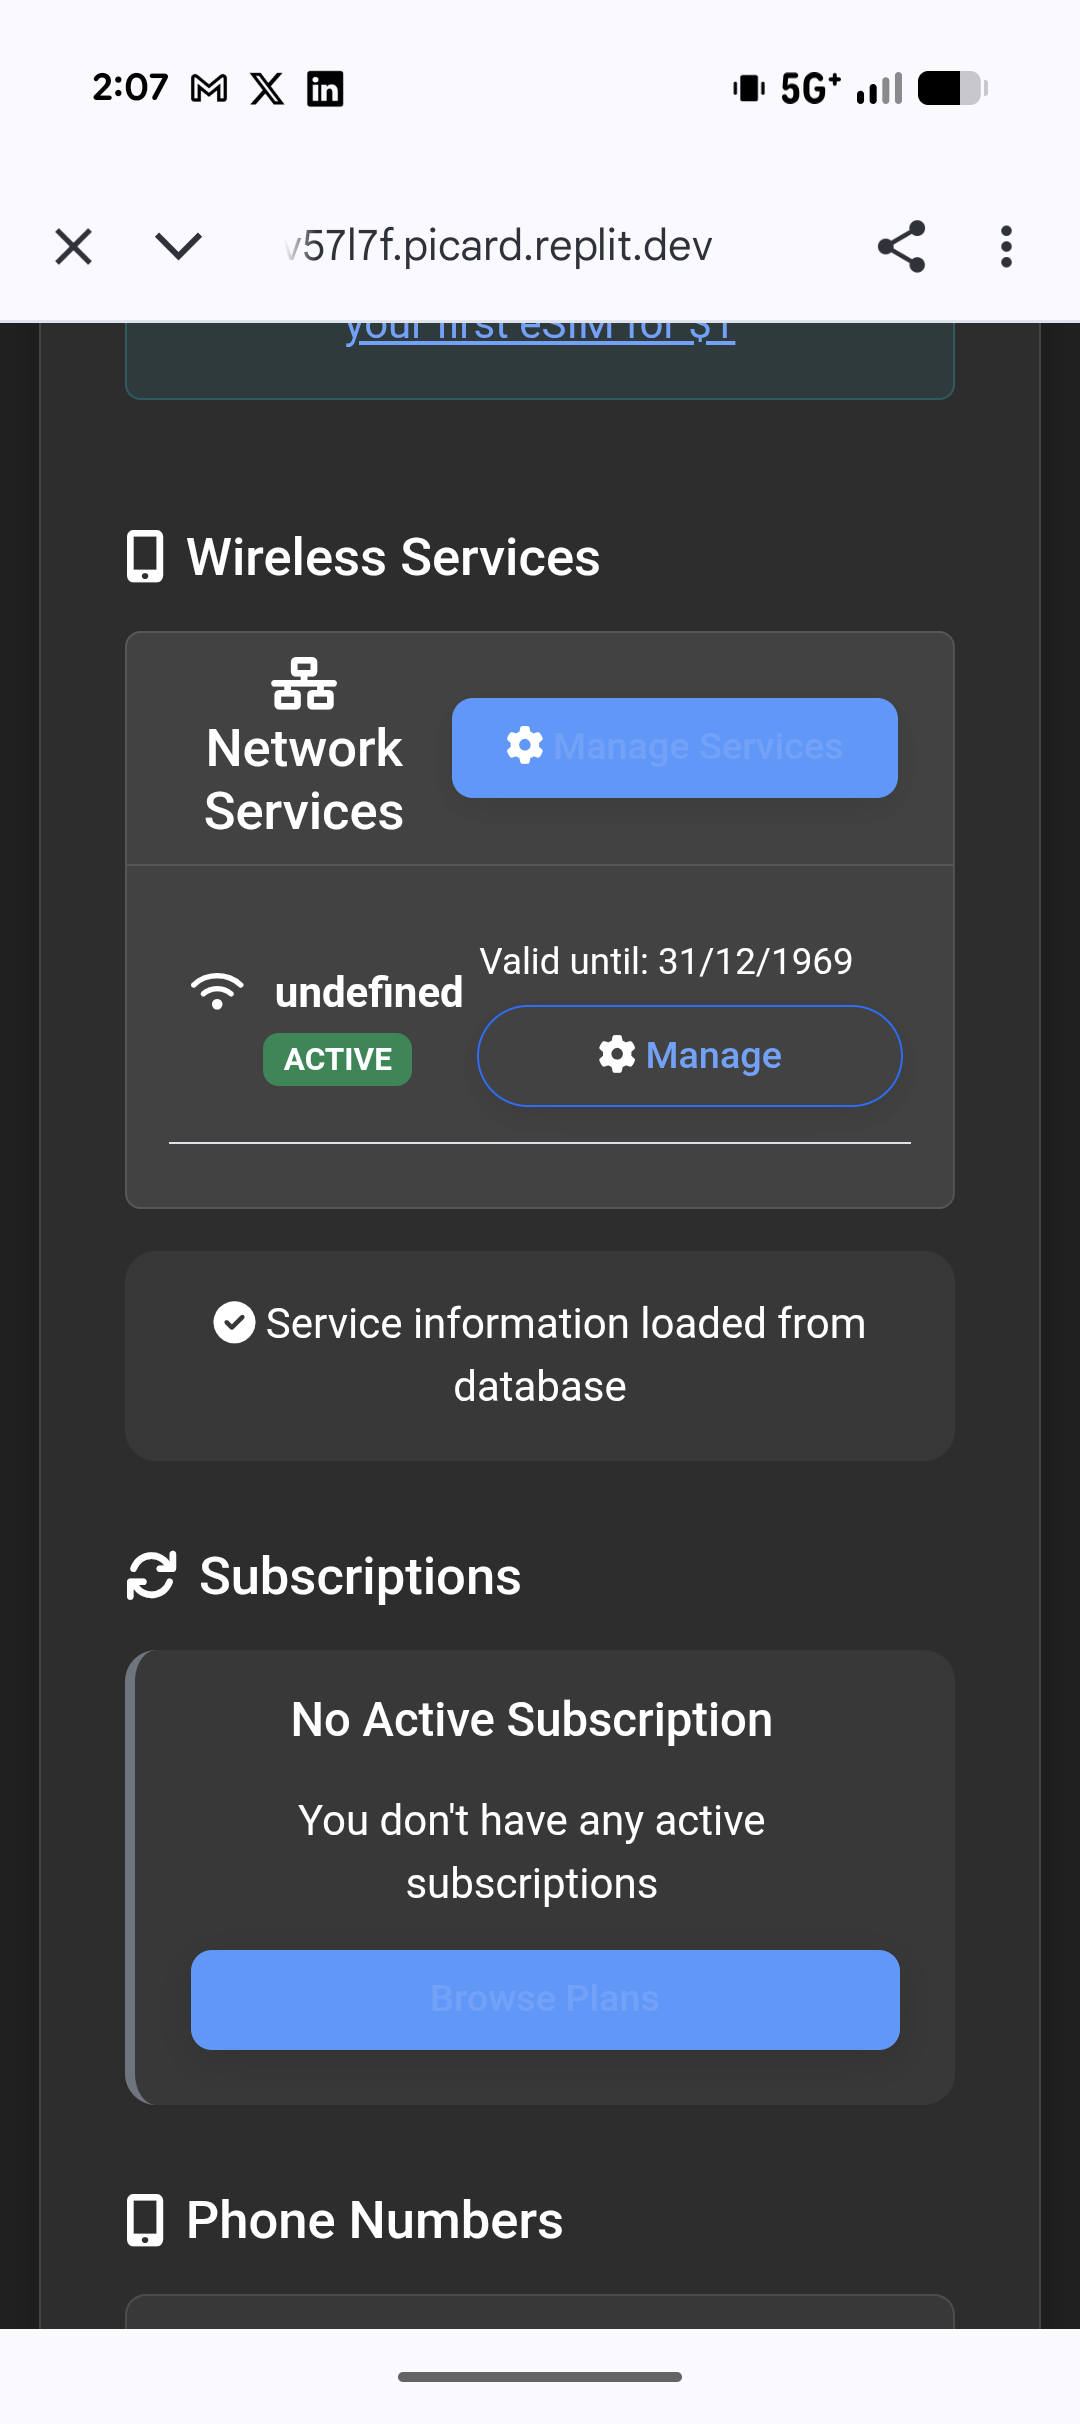 2:07 5G+
v57l7f.picard.replit.dev
your first eSIM for $1
Wireless Services
Network
Services
Manage Services
Valid until: 31/12/1969
undefined
ACTIVE
Manage
Service information loaded from
database
Subscriptions
No Active Subscription
You don't have any active
subscriptions
Browse Plans
Phone Numbers